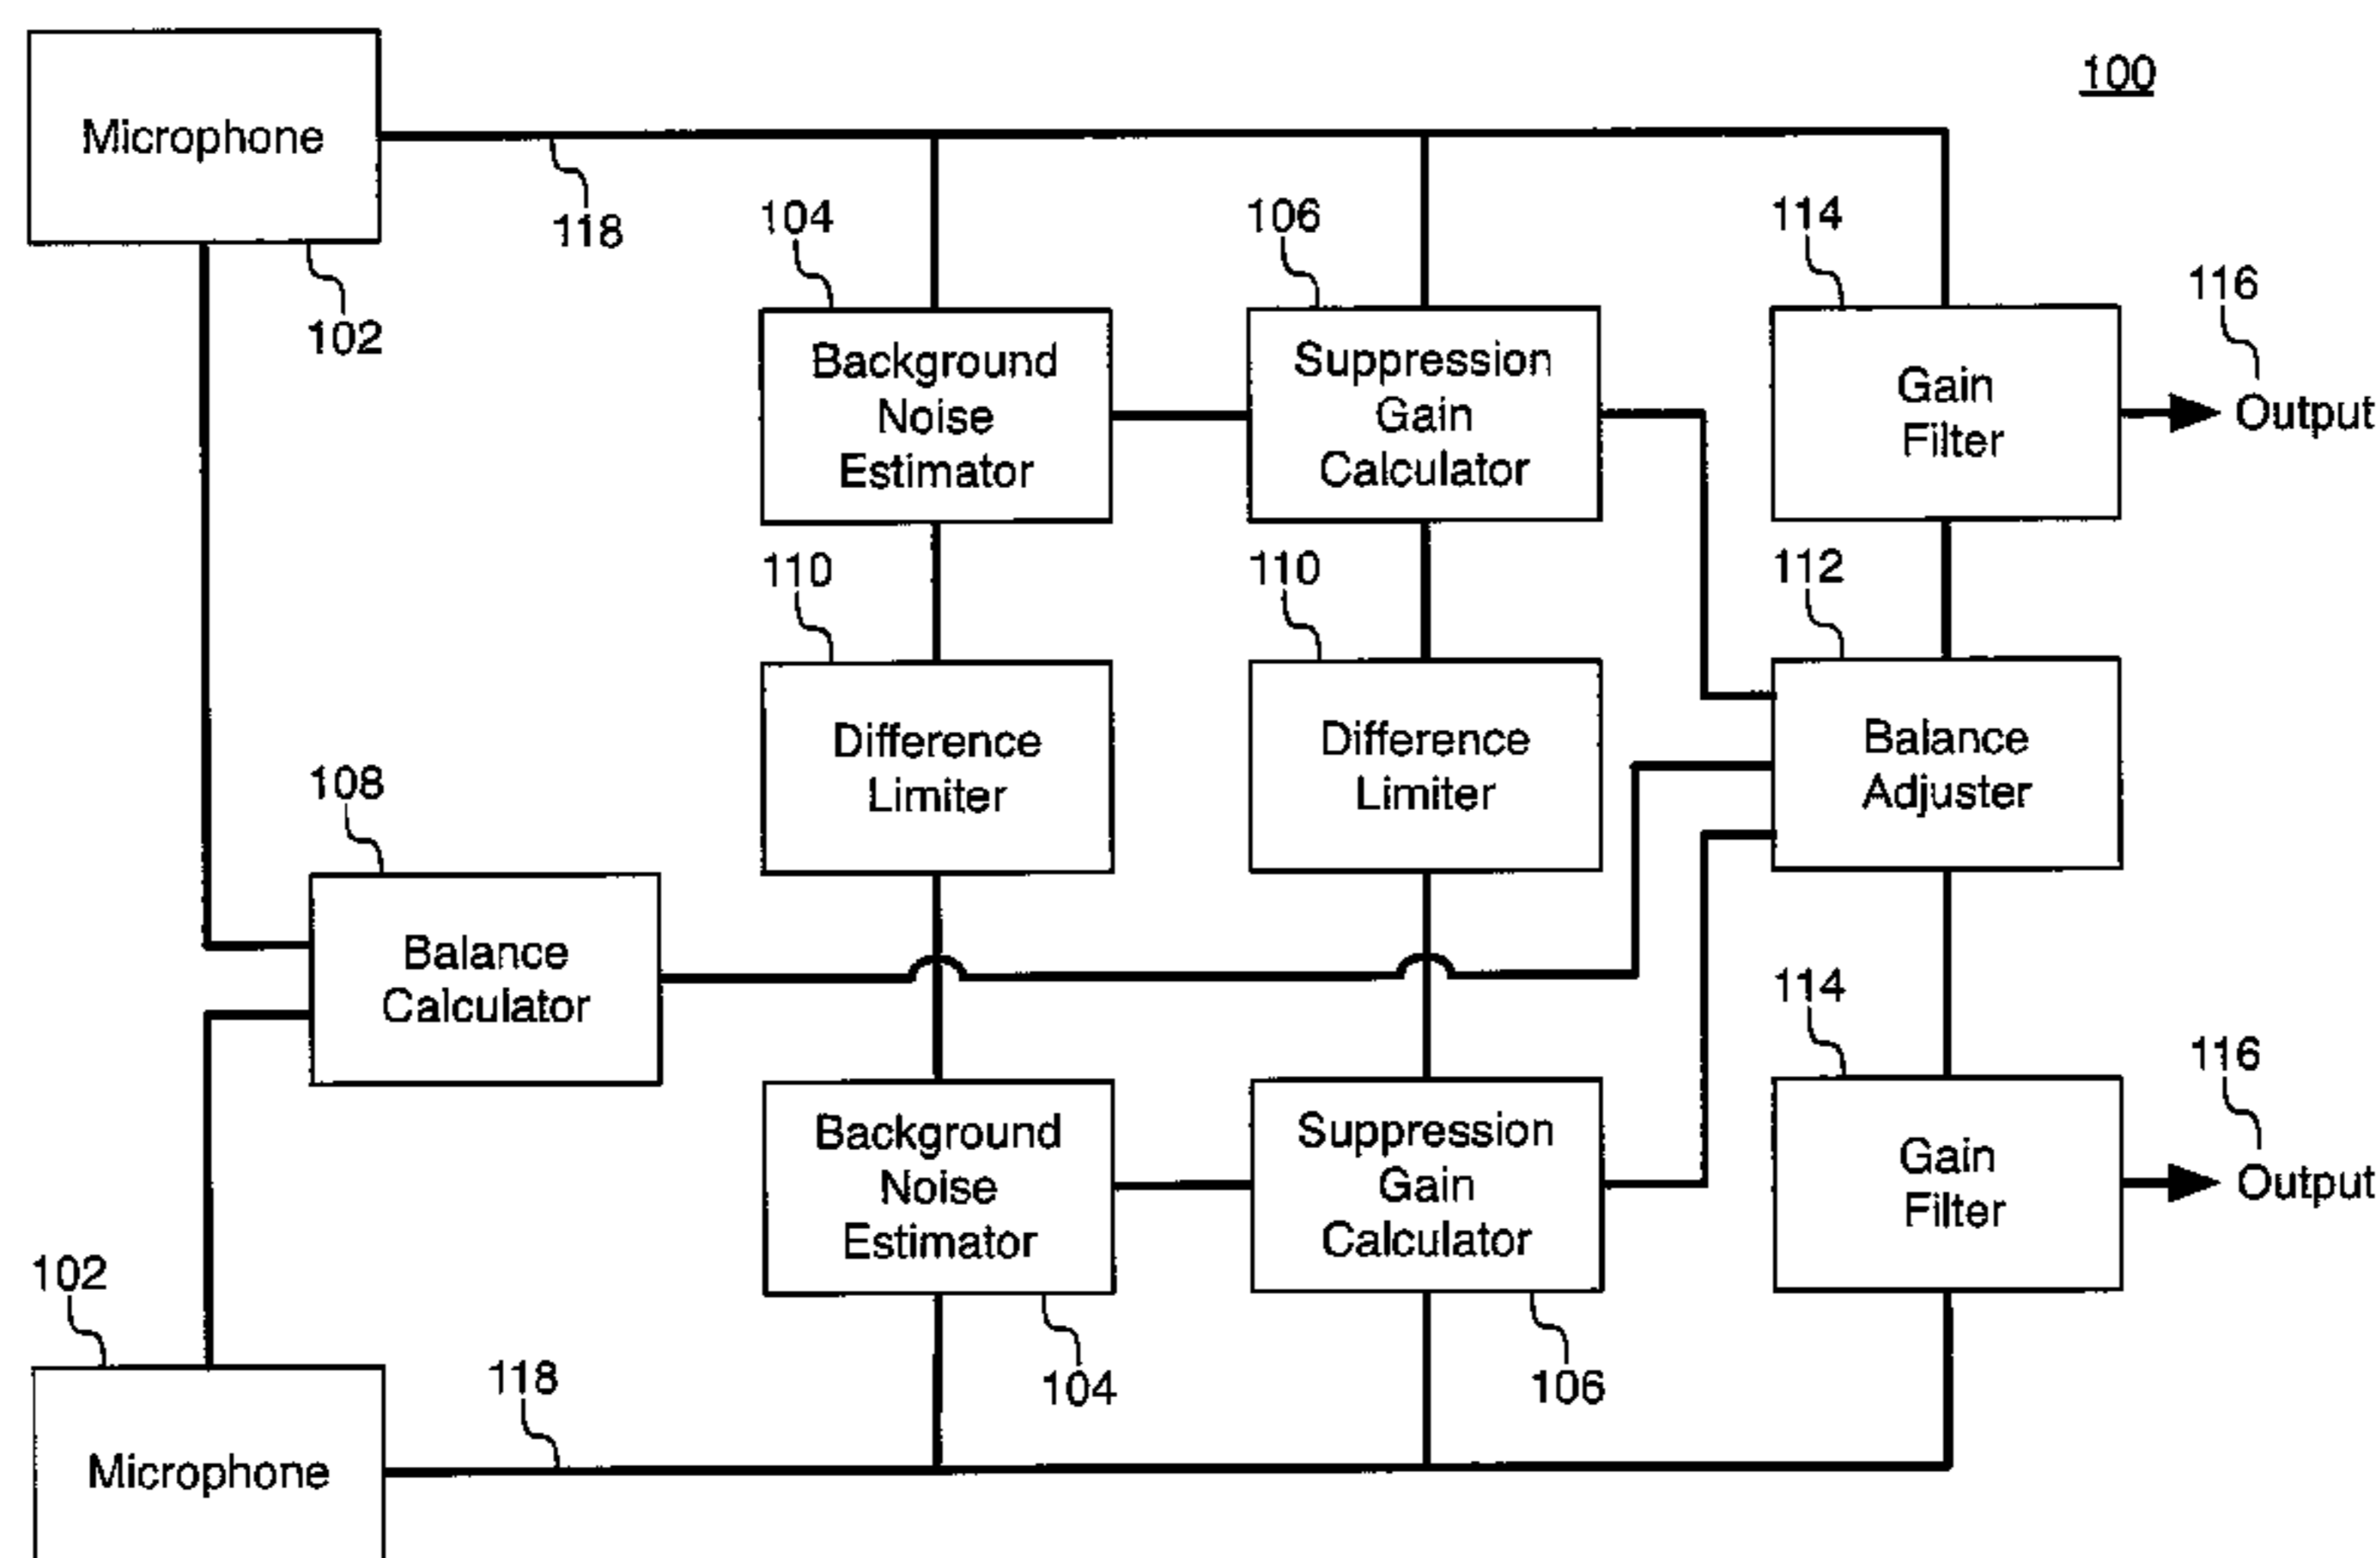 100
Microphone
118
102
104
106
114
116
Background
Noise
Estimator
Suppression
Gain
Calculator
Gain
Filter
Output
110
110
112
Difference
Limiter
Difference
Limiter
Balance
Adjuster
108
Balance
Calculator
114
116
Background
Noise
Estimator
Suppression
Gain
Calculator
Gain
Filter
Output
102
118
104
106
Microphone